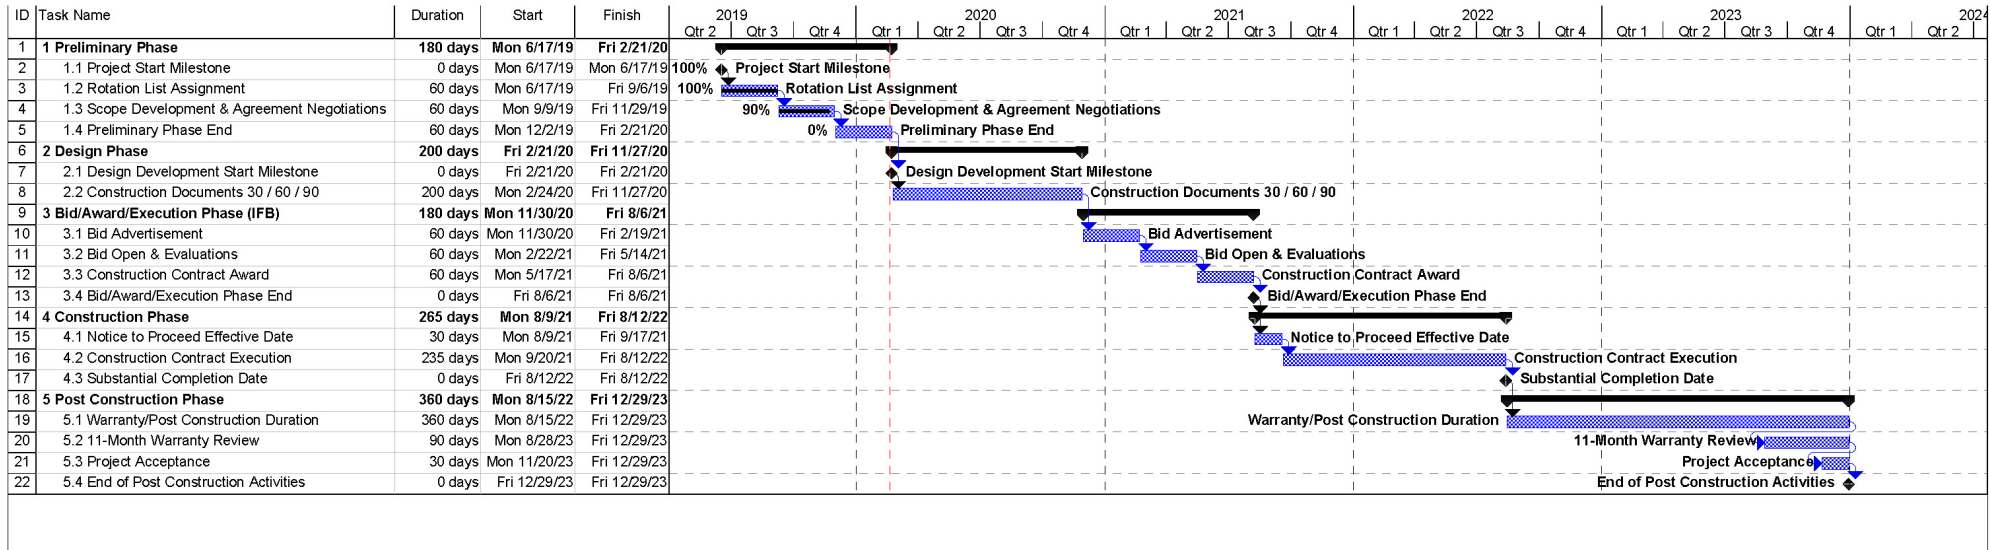 ID Task Name Duration Start Finish 2019 2020 2021 2022 2023 2024
Qtr 2 Qtr 3 Qtr 4 Qtr 1 Qtr 2 Qtr 3 Qtr 4 Qtr 1 Qtr 2 Qtr 3 Qtr 4 Qtr 1 Qtr 2 Qtr 3 Qtr 4 Qtr 1 Qtr 2 Qtr 3 Qtr 4 Qtr 1 Qtr 2
1 1 Preliminary Phase 180 days Mon 6/17/19 Fri 2/21/20
2 1.1 Project Start Milestone 0 days Mon 6/17/19 Mon 6/17/19 100% Project Start Milestone
3 1.2 Rotation List Assignment 60 days Mon 6/17/19 Fri 9/6/19 100% Rotation List Assignment
4 1.3 Scope Development & Agreement Negotiations 60 days Mon 9/9/19 Fri 11/29/19 90% Scope Development & Agreement Negotiations
5 1.4 Preliminary Phase End 60 days Mon 12/2/19 Fri 2/21/20 0% Preliminary Phase End
6 2 Design Phase 200 days Fri 2/21/20 Fri 11/27/20
7 2.1 Design Development Start Milestone 0 days Fri 2/21/20 Fri 2/21/20 Design Development Start Milestone
8 2.2 Construction Documents 30 / 60 / 90 200 days Mon 2/24/20 Fri 11/27/20 Construction Documents 30 / 60 / 90
9 3 Bid/Award/Execution Phase (IFB) 180 days Mon 11/30/20 Fri 8/6/21
10 3.1 Bid Advertisement 60 days Mon 11/30/20 Fri 2/19/21 Bid Advertisement
11 3.2 Bid Open & Evaluations 60 days Mon 2/22/21 Fri 5/14/21 Bid Open & Evaluations
12 3.3 Construction Contract Award 60 days Mon 5/17/21 Fri 8/6/21 Construction Contract Award
13 3.4 Bid/Award/Execution Phase End 0 days Fri 8/6/21 Fri 8/6/21 Bid/Award/Execution Phase End
14 4 Construction Phase 265 days Mon 8/9/21 Fri 8/12/22
15 4.1 Notice to Proceed Effective Date 30 days Mon 8/9/21 Fri 9/17/21 Notice to Proceed Effective Date
16 4.2 Construction Contract Execution 235 days Mon 9/20/21 Fri 8/12/22 Construction Contract Execution
17 4.3 Substantial Completion Date 0 days Fri 8/12/22 Fri 8/12/22 Substantial Completion Date
18 5 Post Construction Phase 360 days Mon 8/15/22 Fri 12/29/23
19 5.1 Warranty/Post Construction Duration 360 days Mon 8/15/22 Fri 12/29/23 Warranty/Post Construction Duration
20 5.2 11-Month Warranty Review 90 days Mon 8/28/23 Fri 12/29/23 11-Month Warranty Review
21 5.3 Project Acceptance 30 days Mon 11/20/23 Fri 12/29/23 Project Acceptance
22 5.4 End of Post Construction Activities 0 days Fri 12/29/23 Fri 12/29/23 End of Post Construction Activities